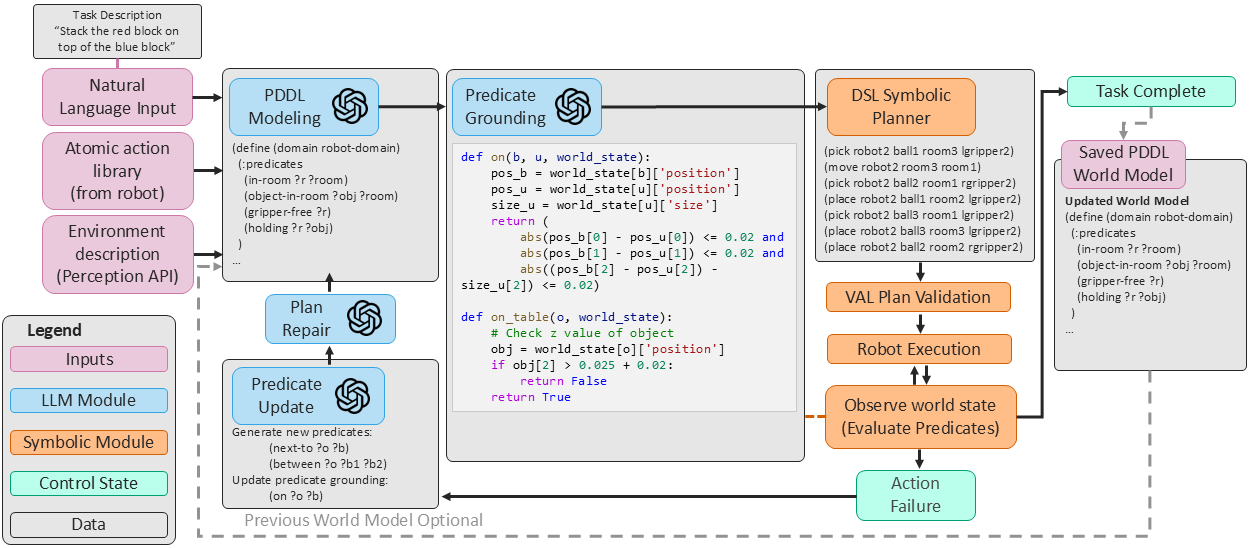 Task Description
“Stack the red block on
top of the blue block”
Natural
Language Input
Atomic action
library
(from robot)
Environment
description
(Perception API)
Legend
Inputs
LLM Module
Symbolic Module
Control State
Data
PDDL
Modeling
(define (domain robot-domain)
(:predicates
(in-room ?r ?room)
(object-in-room ?obj ?room)
(gripper-free ?r)
(holding ?r ?obj)
)
...
Plan
Repair
Predicate
Update
Generate new predicates:
(next-to ?o ?b)
(between ?o ?b1 ?b2)
Update predicate grounding:
(on ?o ?b)
Predicate
Grounding
def on(b, u, world_state):
pos_b = world_state[b]['position']
pos_u = world_state[u]['position']
size_u = world_state[u]['size']
return (
abs(pos_b[0] - pos_u[0]) <= 0.02 and
abs(pos_b[1] - pos_u[1]) <= 0.02 and
abs((pos_b[2] - pos_u[2]) -
size_u[2]) <= 0.02)
def on_table(o, world_state):
# Check z value of object
obj = world_state[o]['position']
if obj[2] > 0.025 + 0.02:
return False
return True
DSL Symbolic
Planner
(pick robot2 ball1 room3 lgripper2)
(move robot2 room3 room1)
(pick robot2 ball2 room1 rgripper2)
(place robot2 ball1 room2 lgripper2)
(pick robot2 ball3 room1 lgripper2)
(place robot2 ball3 room3 lgripper2)
(place robot2 ball2 room2 rgripper2)
VAL Plan Validation
Robot Execution
Observe world state
(Evaluate Predicates)
Action
Failure
Task Complete
Saved PDDL
World Model
Updated World Model
(define (domain robot-domain)
(:predicates
(in-room ?r ?room)
(object-in-room ?obj ?room)
(gripper-free ?r)
(holding ?r ?obj)
)
...
Previous World Model Optional